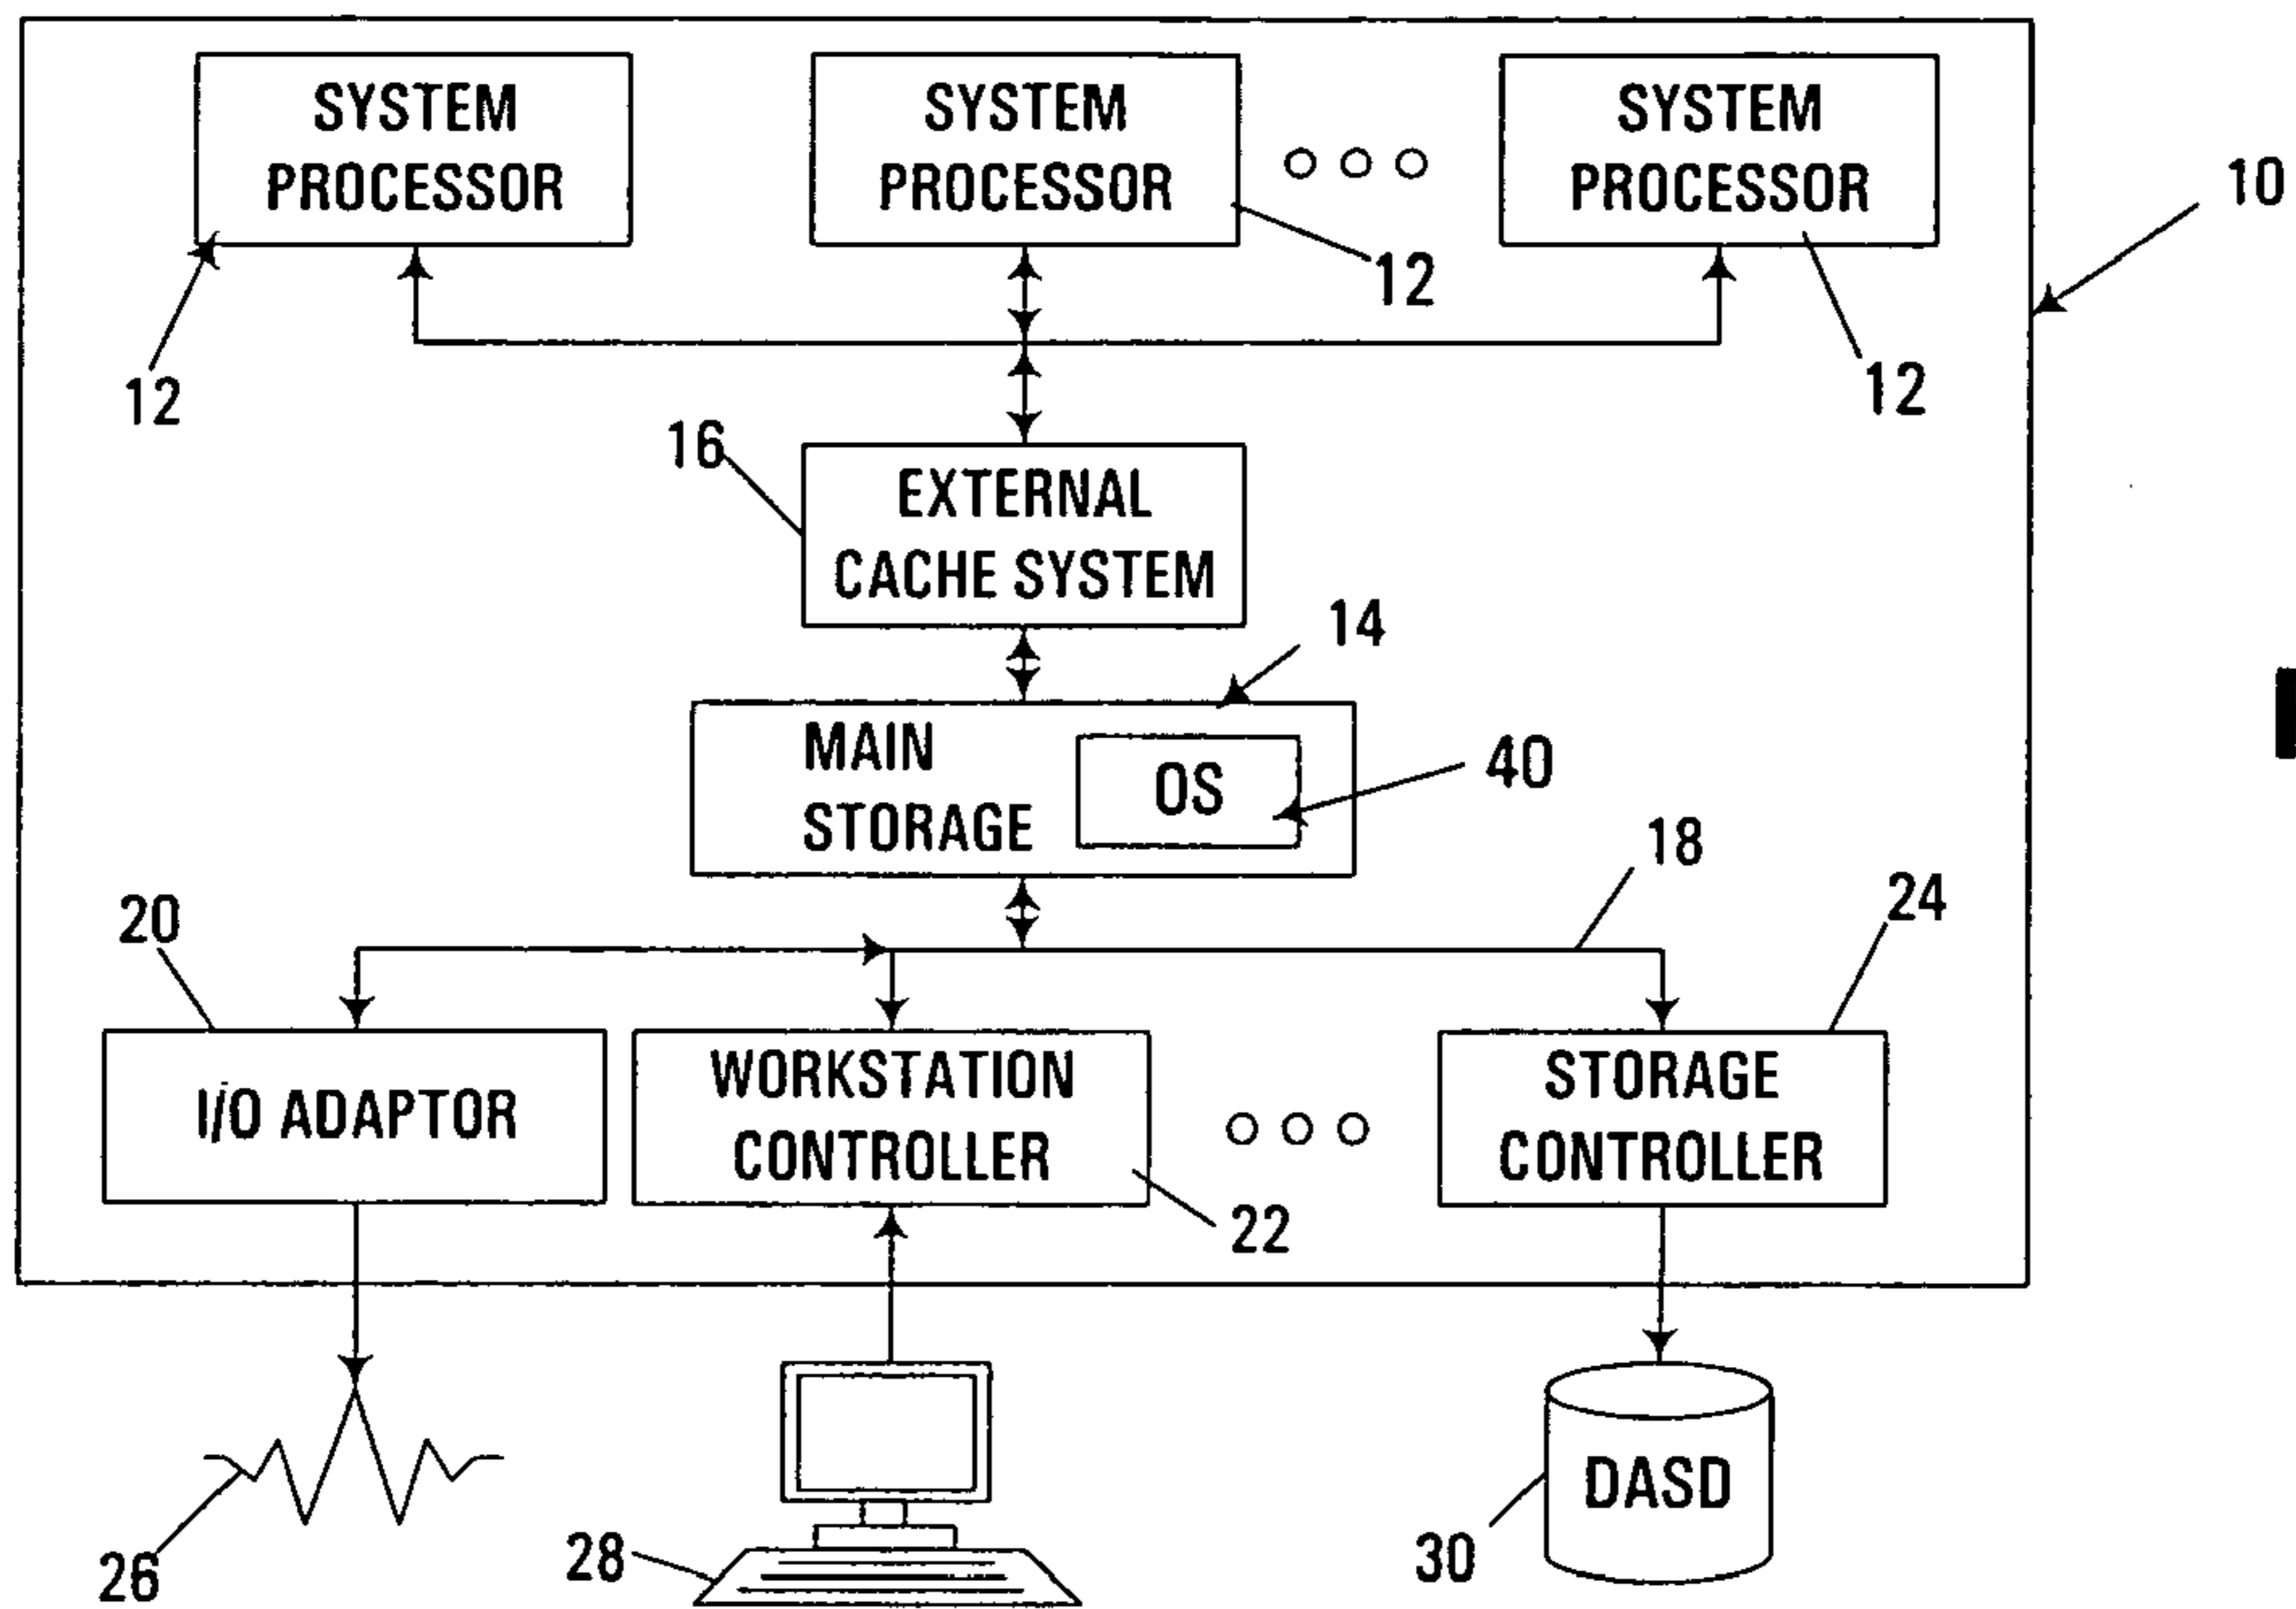 SYSTEM
PROCESSOR
SYSTEM
PROCESSOR
SYSTEM
PROCESSOR
10
12
12
12
16
EXTERNAL
CACHE SYSTEM
14
MAIN
STORAGE
OS
40
18
20
24
I/O ADAPTOR
WORKSTATION
CONTROLLER
STORAGE
CONTROLLER
22
DASD
26
28
30